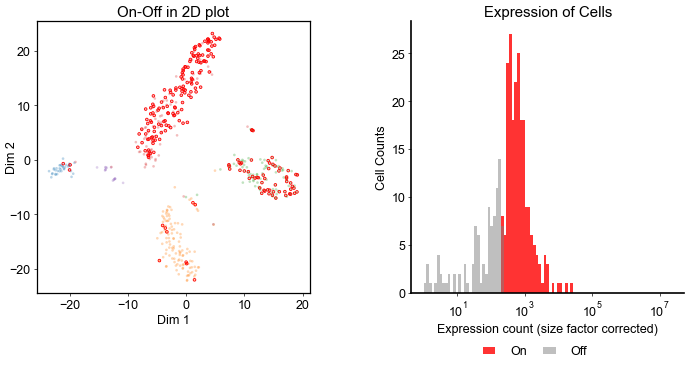 On-Off in 2D plot
20
10
0
−10
−20
−20 −10 0 10 20
Dim 1
Dim 2
Expression of Cells
25
20
15
10
5
0
10^1 10^3 10^5 10^7
Expression count (size factor corrected)
Cell Counts
On Off